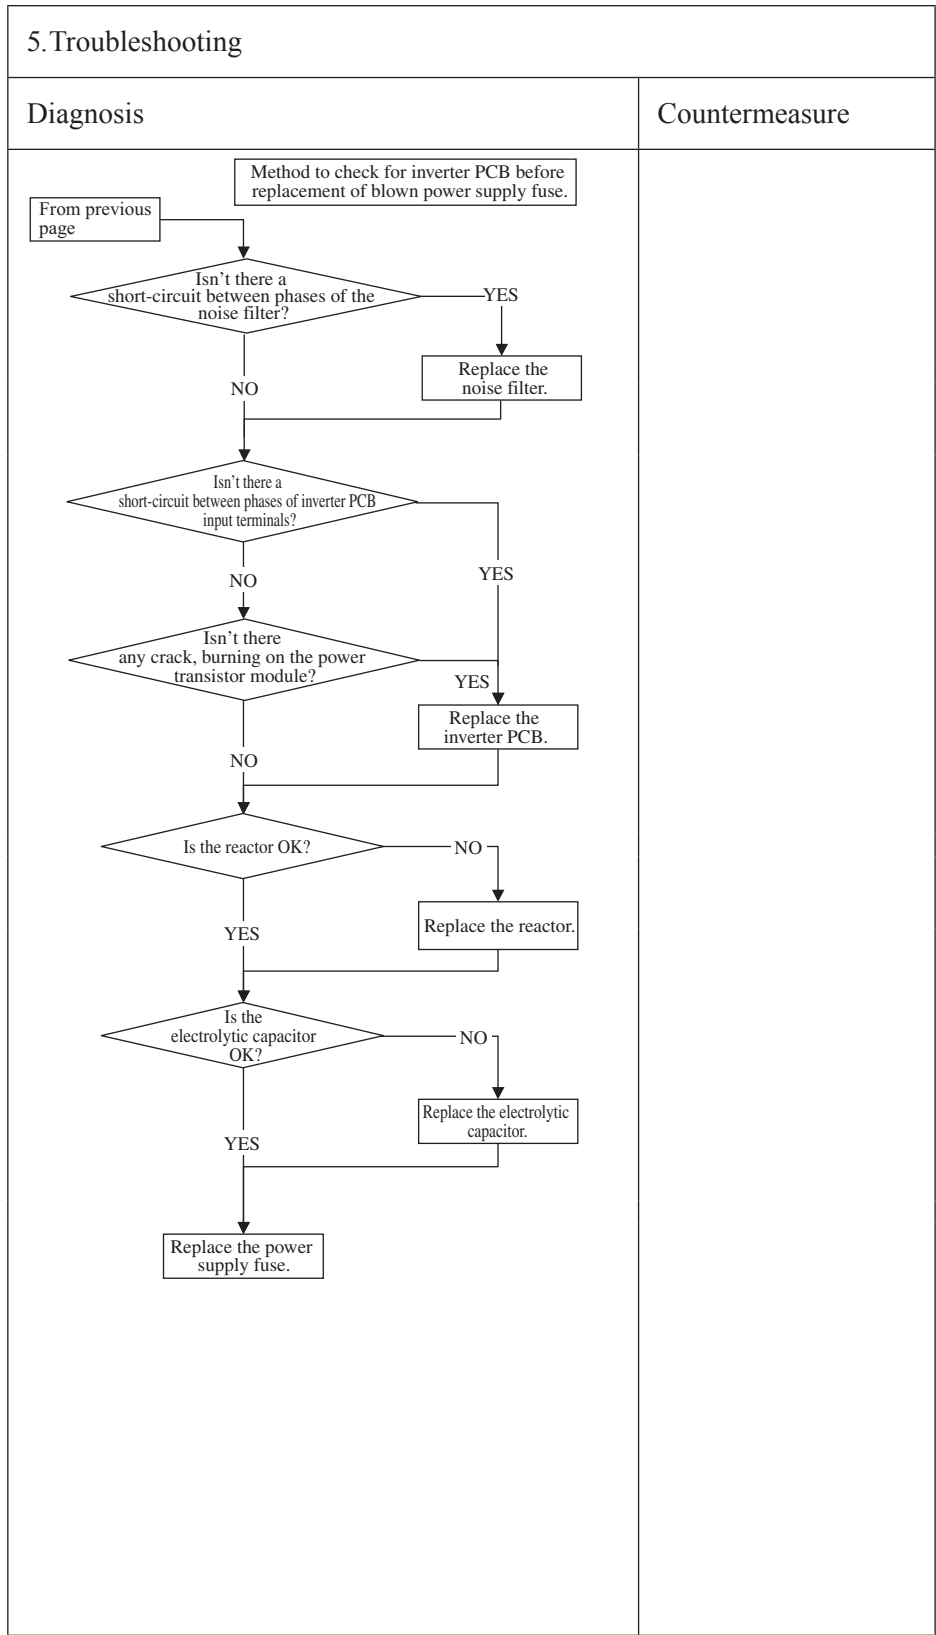 5.Troubleshooting
Diagnosis
Countermeasure
Method to check for inverter PCB before
replacement of blown power supply fuse.
From previous
page
Isn't there a
short-circuit between phases of the
noise filter?
YES
Replace the
noise filter.
NO
Isn't there a
short-circuit between phases of inverter PCB
input terminals?
YES
NO
Isn't there
any crack, burning on the power
transistor module?
YES
Replace the
inverter PCB.
NO
Is the reactor OK?
NO
Replace the reactor.
YES
Is the
electrolytic capacitor
OK?
NO
Replace the electrolytic
capacitor.
YES
Replace the power
supply fuse.